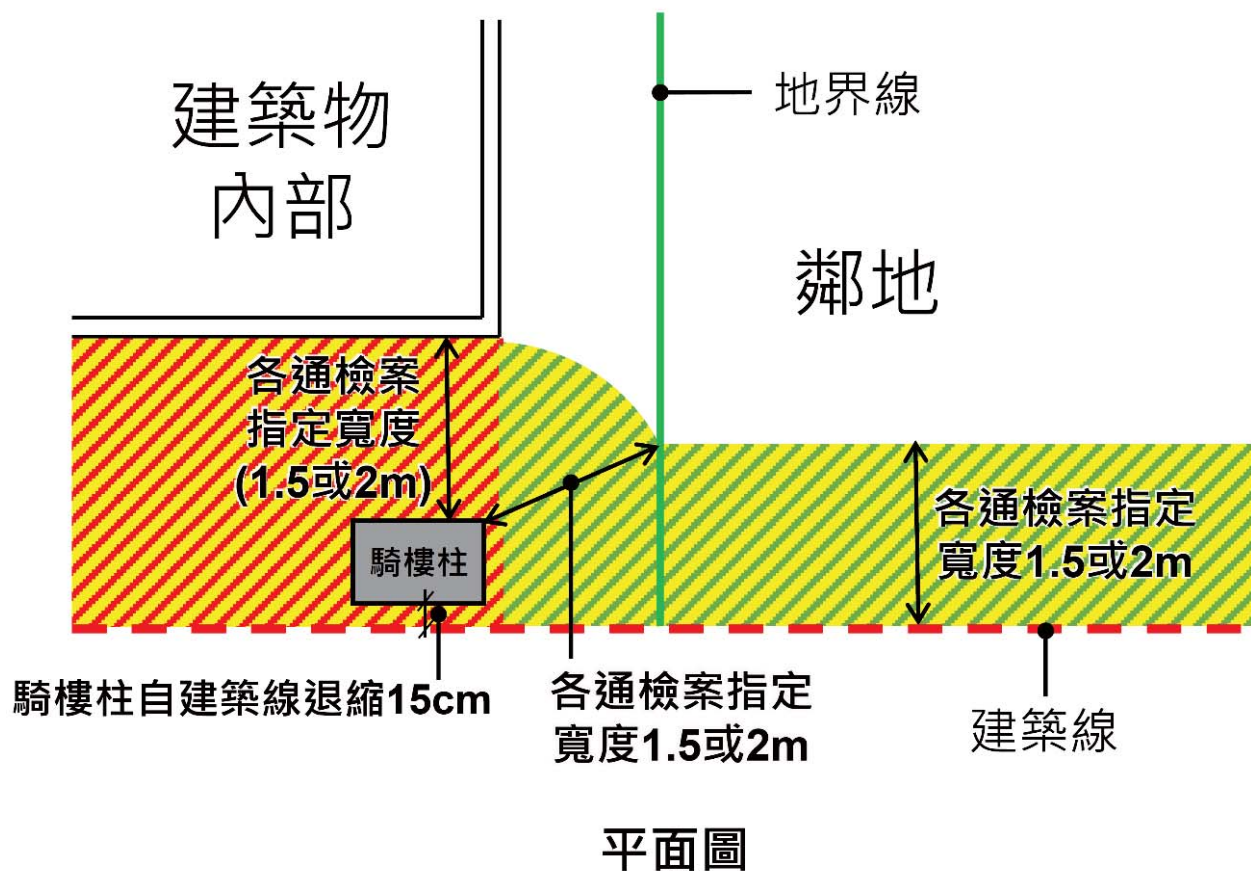 建築物
內部
地界線
鄰地
各通檢案
指定寬度
(1.5或2m)
騎樓柱
各通檢案指定
寬度1.5或2m
騎樓柱自建築線退縮15cm
各通檢案指定
寬度1.5或2m
建築線
平面圖